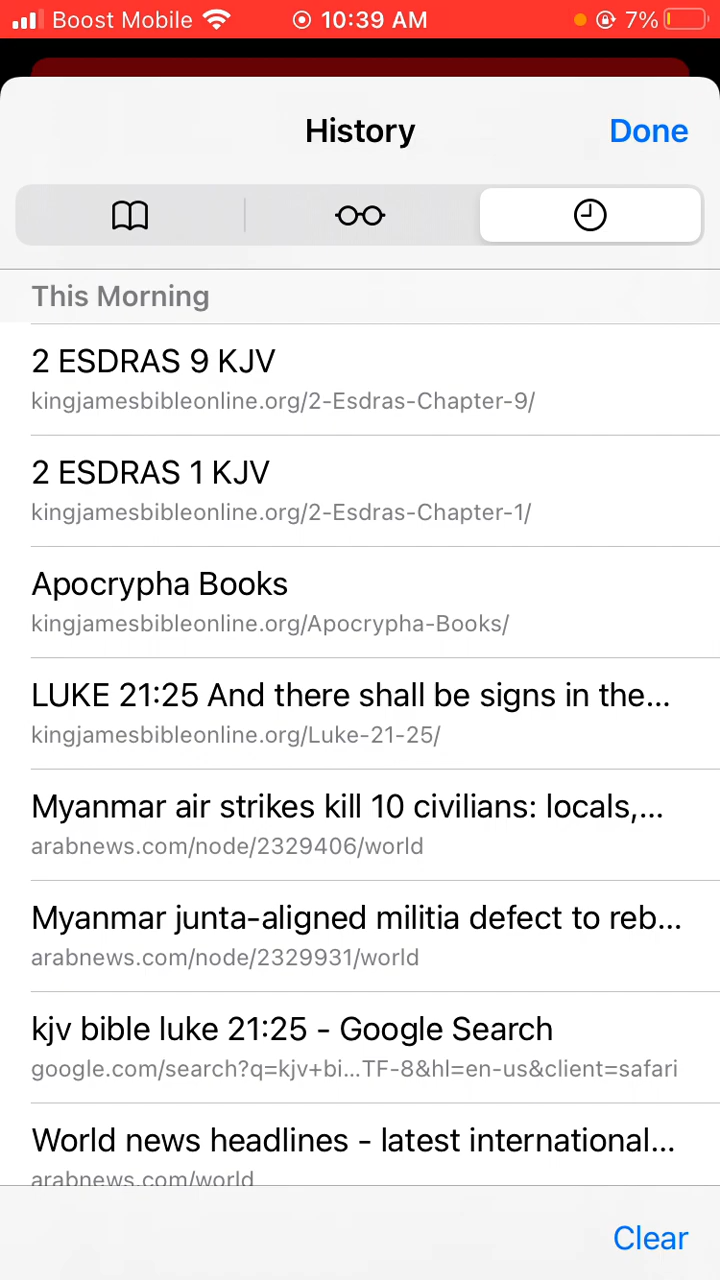 Boost Mobile 10:39 AM 7%
History Done
This Morning
2 ESDRAS 9 KJV
kingjamesbibleonline.org/2-Esdras-Chapter-9/
2 ESDRAS 1 KJV
kingjamesbibleonline.org/2-Esdras-Chapter-1/
Apocrypha Books
kingjamesbibleonline.org/Apocrypha-Books/
LUKE 21:25 And there shall be signs in the...
kingjamesbibleonline.org/Luke-21-25/
Myanmar air strikes kill 10 civilians: locals,...
arabnews.com/node/2329406/world
Myanmar junta-aligned militia defect to reb...
arabnews.com/node/2329931/world
kjv bible luke 21:25 - Google Search
google.com/search?q=kjv+bi...TF-8&hl=en-us&client=safari
World news headlines - latest international...
arabnews.com/world
Clear